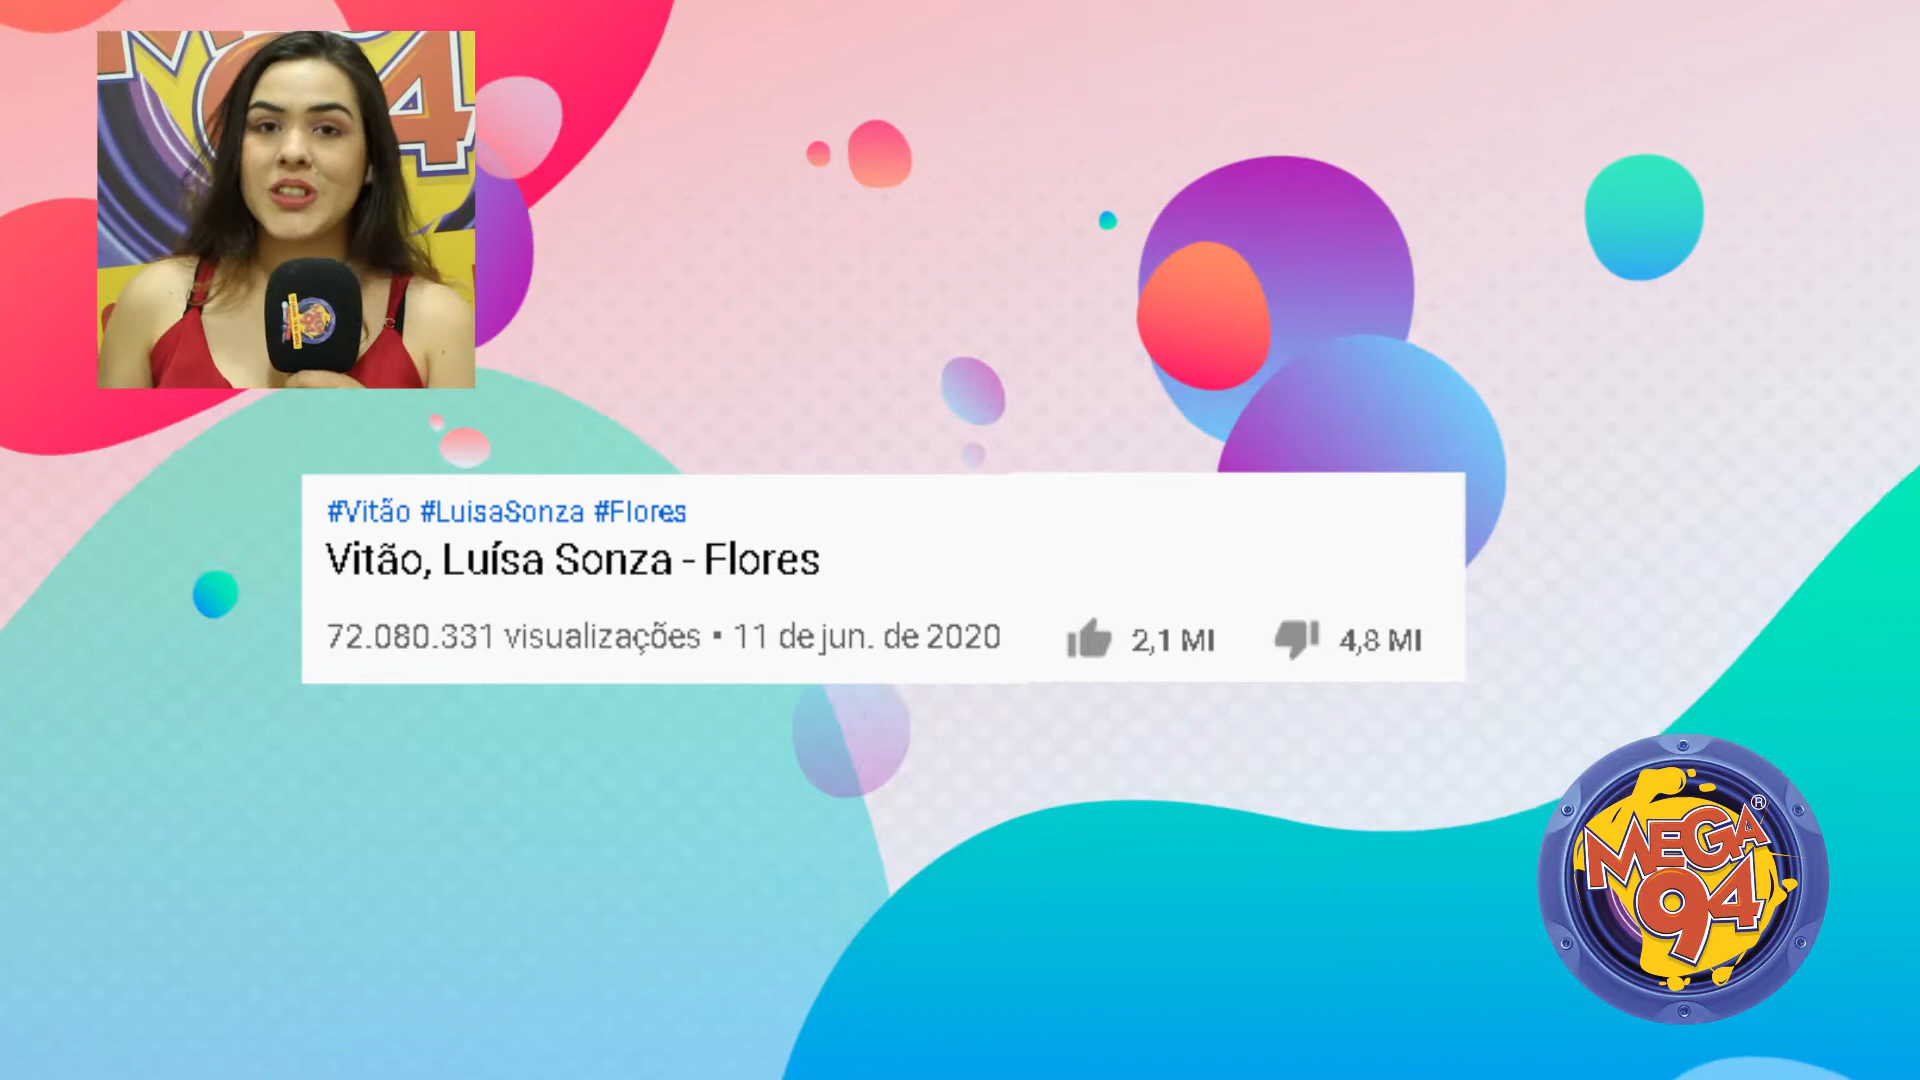 94
#Vitão #LuisaSonza #Flores
Vitão, Luísa Sonza - Flores
72.080.331 visualizações • 11 de jun. de 2020 2,1 MI 4,8 MI
MEGA®
94